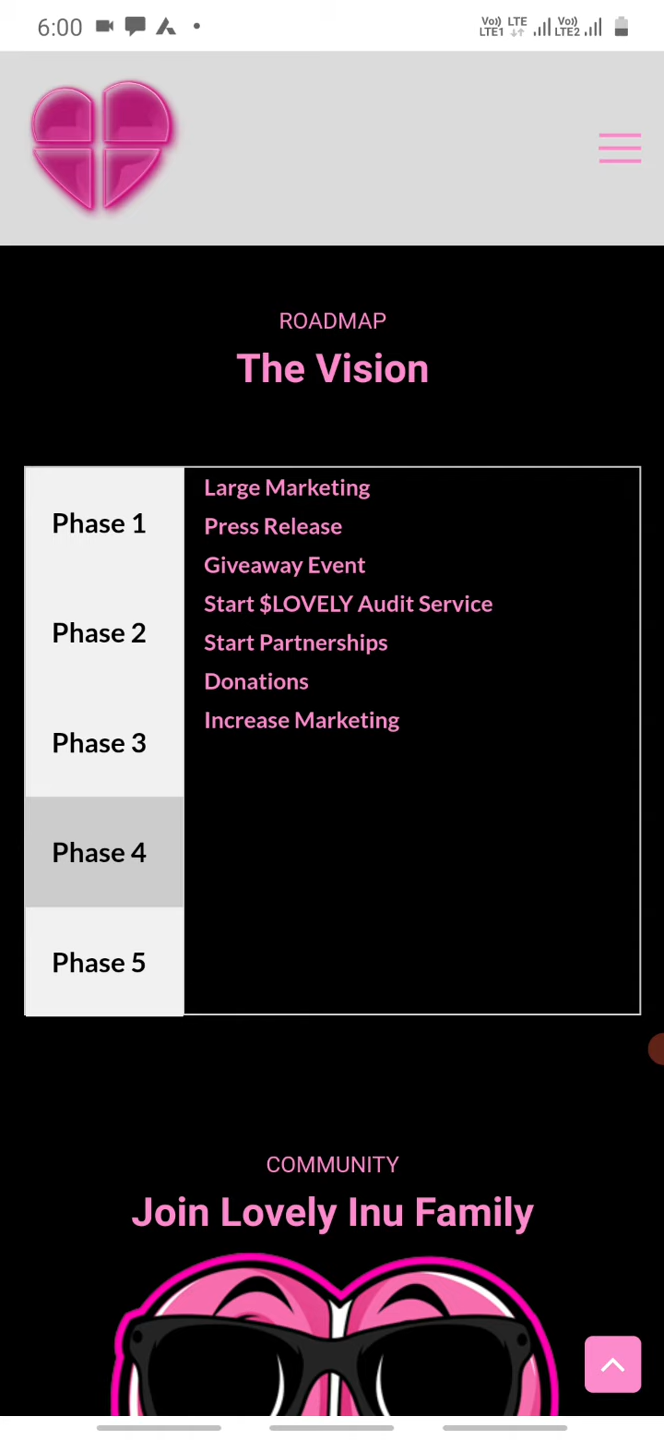 6:00
Vo) LTE
LTE1
Vo)
LTE2
ROADMAP
The Vision
Phase 1
Phase 2
Phase 3
Phase 4
Phase 5
Large Marketing
Press Release
Giveaway Event
Start $LOVELY Audit Service
Start Partnerships
Donations
Increase Marketing
COMMUNITY
Join Lovely Inu Family